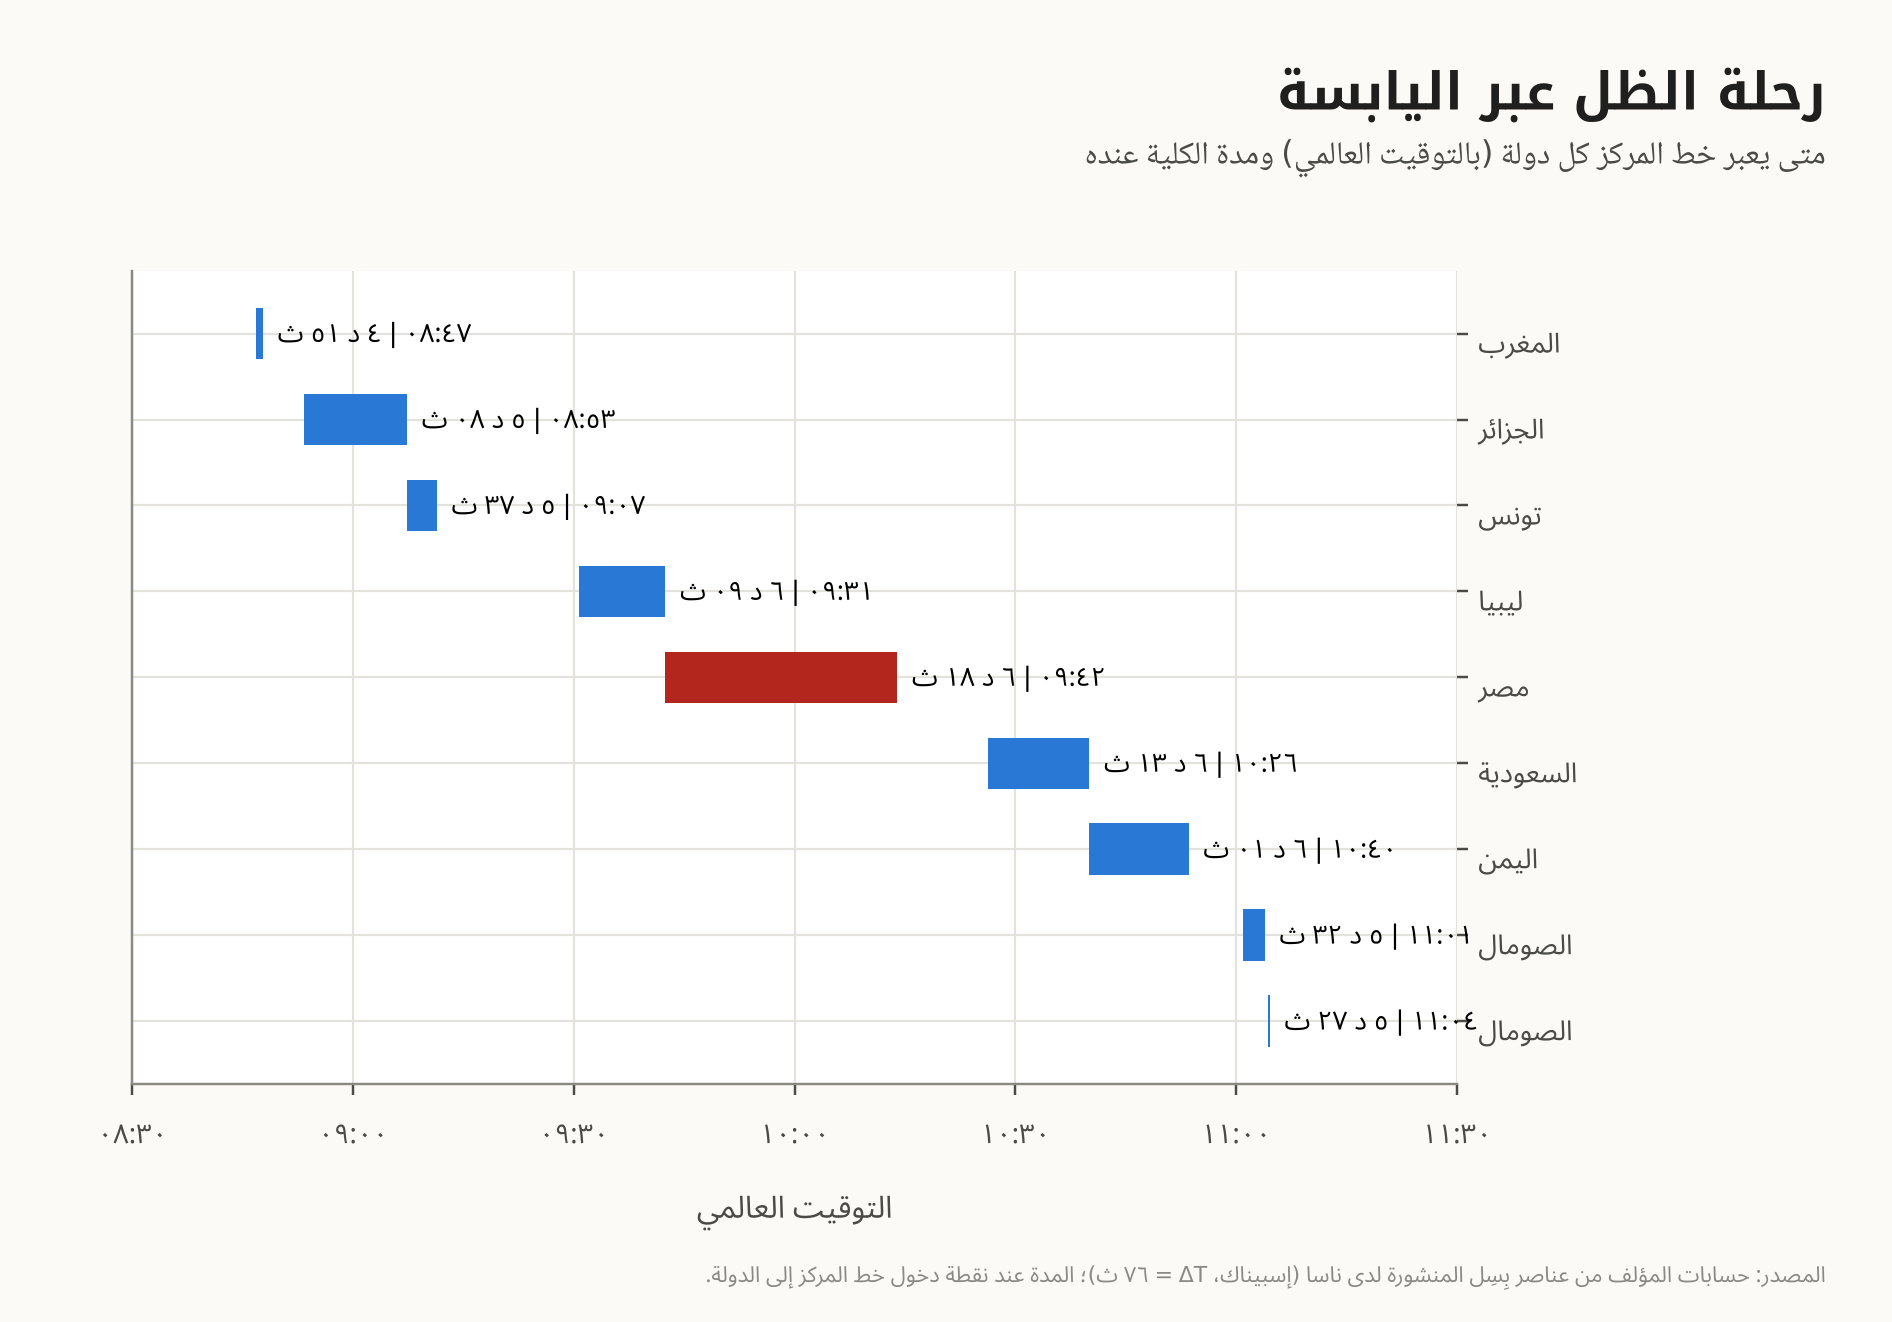 رحلة الظل عبر اليابسة
متى يعبر خط المركز كل دولة (بالتوقيت العالمي) ومدة الكلية عنده
المغرب
٠٨:٤٧ | ٤ د ٥١ ث
الجزائر
٠٨:٥٣ | ٥ د ٠٨ ث
تونس
٠٩:٠٧ | ٥ د ٣٧ ث
ليبيا
٠٩:٣١ | ٦ د ٠٩ ث
مصر
٠٩:٤٢ | ٦ د ١٨ ث
السعودية
١٠:٢٦ | ٦ د ١٣ ث
اليمن
١٠:٤٠ | ٦ د ٠١ ث
الصومال
١١:٠١ | ٥ د ٣٢ ث
الصومال
١١:٠٤ | ٥ د ٢٧ ث
٠٨:٣٠ ٠٩:٠٠ ٠٩:٣٠ ١٠:٠٠ ١٠:٣٠ ١١:٠٠ ١١:٣٠
التوقيت العالمي
المصدر: حسابات المؤلف من عناصر بِسِل المنشورة لدى ناسا (إسبيناك، ΔT = ٧٦ ث)؛ المدة عند نقطة دخول خط المركز إلى الدولة.